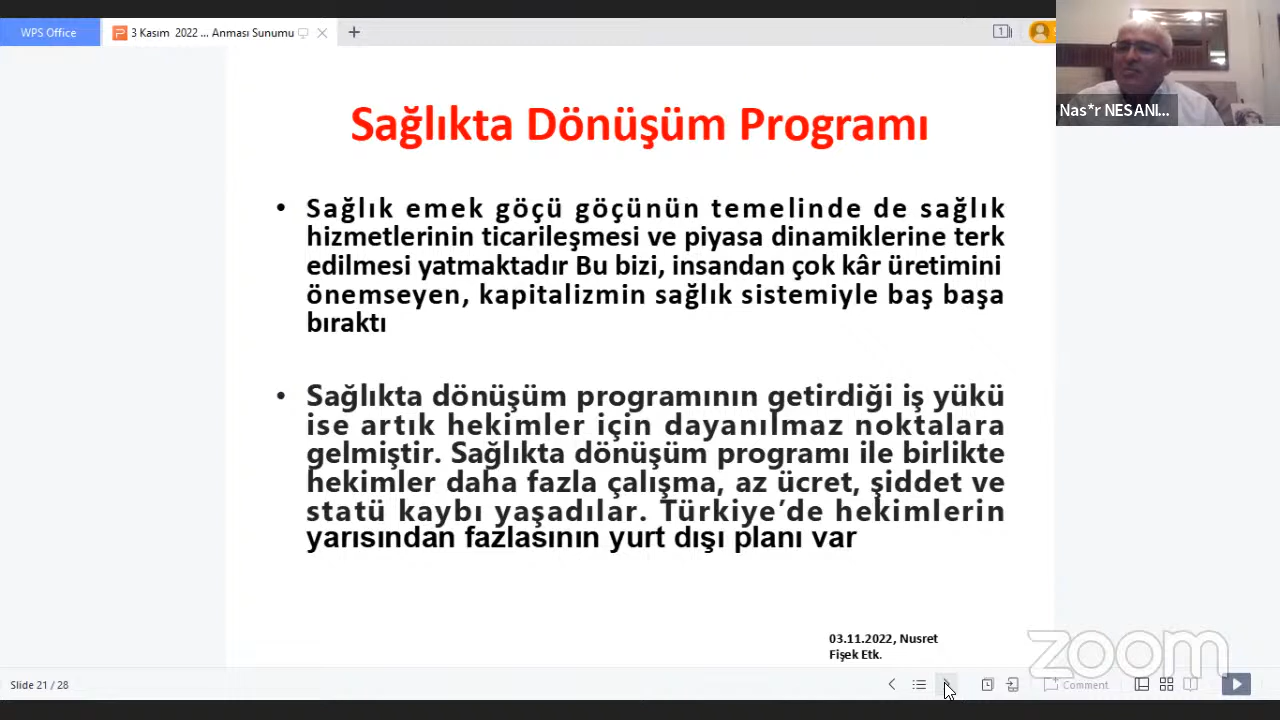 WPS Office
3 Kasım 2022 ... Anması Sunumu
1
Nas*r NESANI...
Sağlıkta Dönüşüm Programı
• Sağlık emek göçü göçünün temelinde de sağlık
hizmetlerinin ticarileşmesi ve piyasa dinamiklerine terk
edilmesi yatmaktadır Bu bizi, insandan çok kâr üretimini
önemseyen, kapitalizmin sağlık sistemiyle baş başa
bıraktı
• Sağlıkta dönüşüm programının getirdiği iş yükü
ise artık hekimler için dayanılmaz noktalara
gelmiştir. Sağlıkta dönüşüm programı ile birlikte
hekimler daha fazla çalışma, az ücret, şiddet ve
statü kaybı yaşadılar. Türkiye’de hekimlerin
yarısından fazlasının yurt dışı planı var
03.11.2022, Nusret
Fişek Etk.
zoom
Slide 21 / 28
Comment